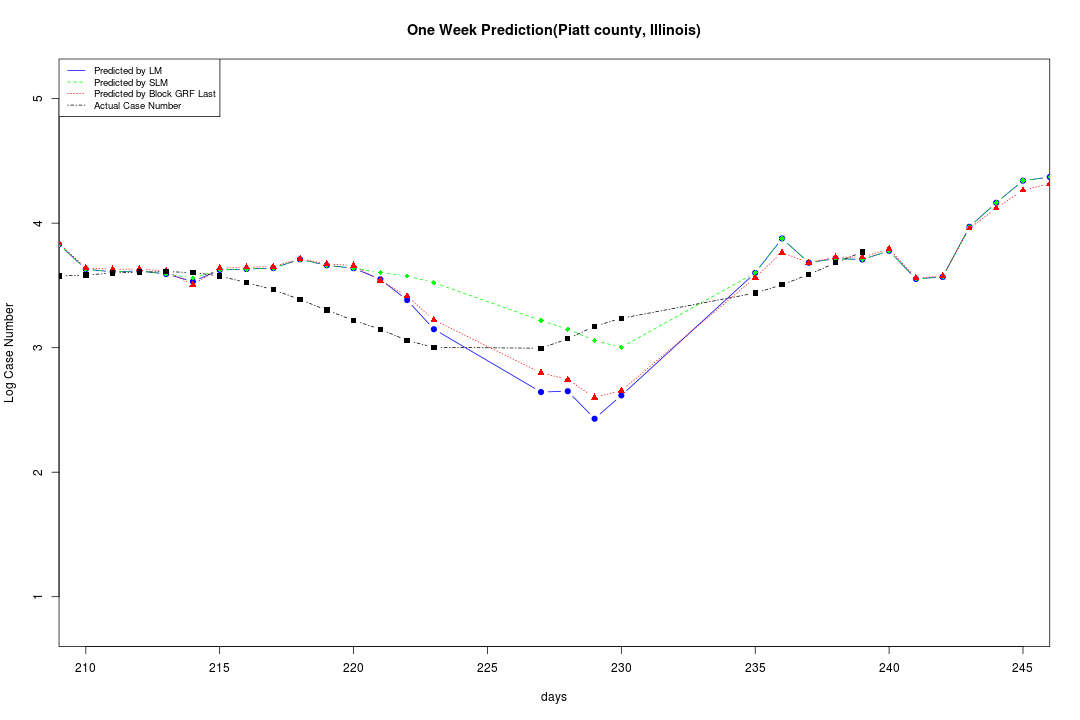 One Week Prediction(Piatt county, Illinois)
Predicted by LM
Predicted by SLM
Predicted by Block GRF Last
Actual Case Number
Log Case Number
5
4
3
2
1
210 215 220 225 230 235 240 245
days